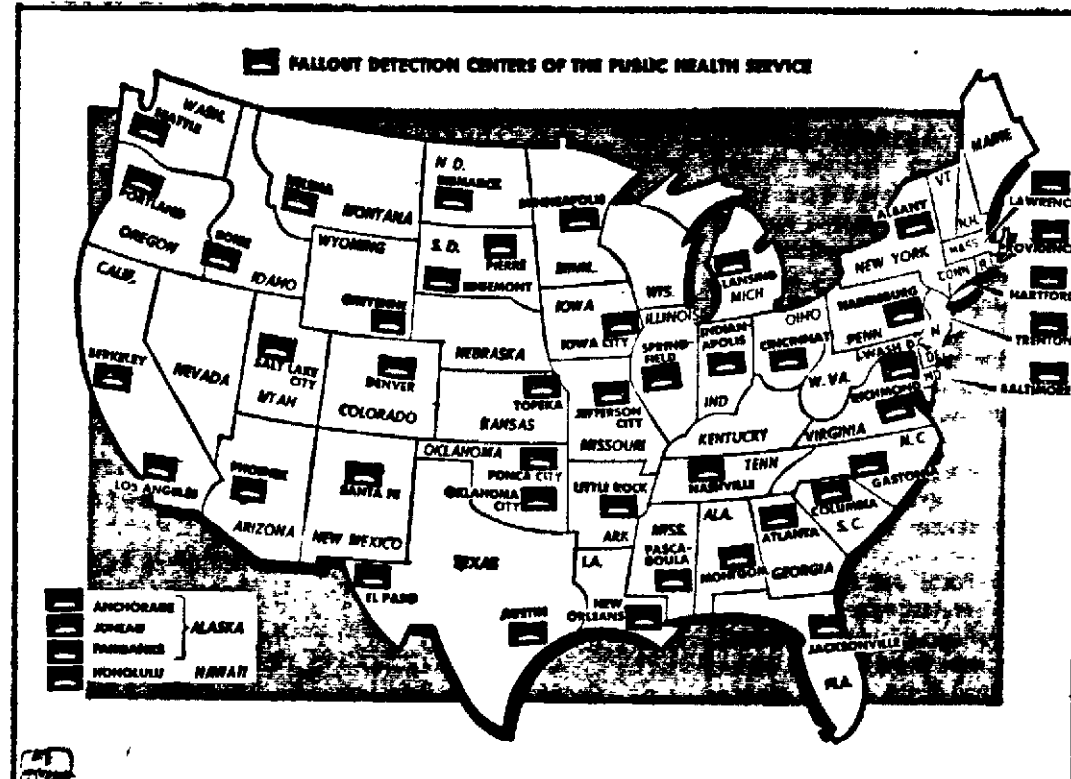 FALLOUT DETECTION CENTERS OF THE PUBLIC HEALTH SERVICE
WASH.
SEATTLE
PORTLAND
OREGON
HELENA
MONTANA
BOISE
IDAHO
WYOMING
CHEYENNE
N. D.
BISMARCK
S. D.
PIERRE
EDGEMONT
MINNEAPOLIS
MINN.
WIS.
LANSING
MICH
CALIF.
BERKELEY
LOS ANGELES
NEVADA
SALT LAKE
CITY
UTAH
DENVER
COLORADO
NEBRASKA
TOPEKA
KANSAS
IOWA
IOWA CITY
ILLINOIS
SPRING-
FIELD
INDIAN-
APOLIS
IND
OHIO
CINCINNATI
JEFFERSON
CITY
MISSOURI
KENTUCKY
W. VA.
VIRGINIA
RICHMOND
WASH D.C.
PENN
HARRISBURG
NEW YORK
ALBANY
VT
N.H.
MAINE
MASS
CONN
R.I.
N.J.
DEL
MD
LAWRENCE
PROVIDENCE
HARTFORD
TRENTON
BALTIMORE
PHOENIX
ARIZONA
SANTA FE
NEW MEXICO
EL PASO
OKLAHOMA
PONCA CITY
OKLAHOMA
CITY
TEXAS
AUSTIN
LITTLE ROCK
ARK
LA.
NEW
ORLEANS
MISS.
PASCA-
GOULA
ALA.
MONTGOM.
TENN
NASHVILLE
N. C
GASTONIA
COLUMBIA
S. C.
ATLANTA
GEORGIA
JACKSONVILLE
FLA.
ANCHORAGE
JUNEAU
FAIRBANKS
ALASKA
HONOLULU HAWAII